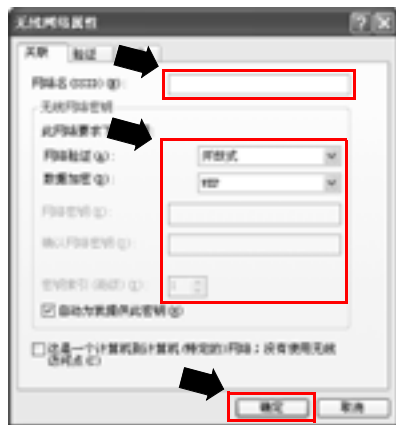 无线网络属性
关联 验证
网络名(SSID)(N):
无线网络密钥
此网络要求
网络验证(A): 开放式
数据加密(D): WEP
网络密钥(K):
确认网络密钥(O):
密钥索引(高级)(X): 1
自动为我提供此密钥(H)
这是一个计算机到计算机(特定的)网络；没有使用无线
访问点(C)
确定 取消